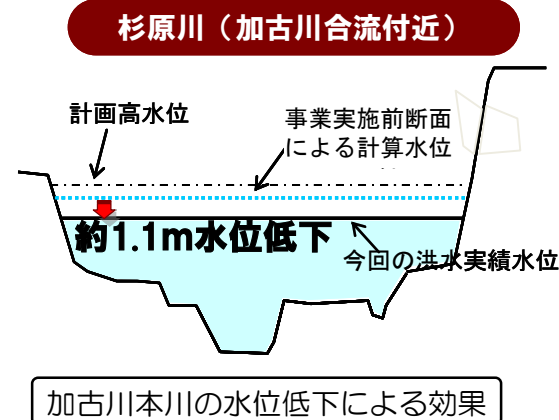 杉原川（加古川合流付近）
計画高水位
事業実施前断面
による計算水位
約1.1m水位低下
今回の洪水実績水位
加古川本川の水位低下による効果